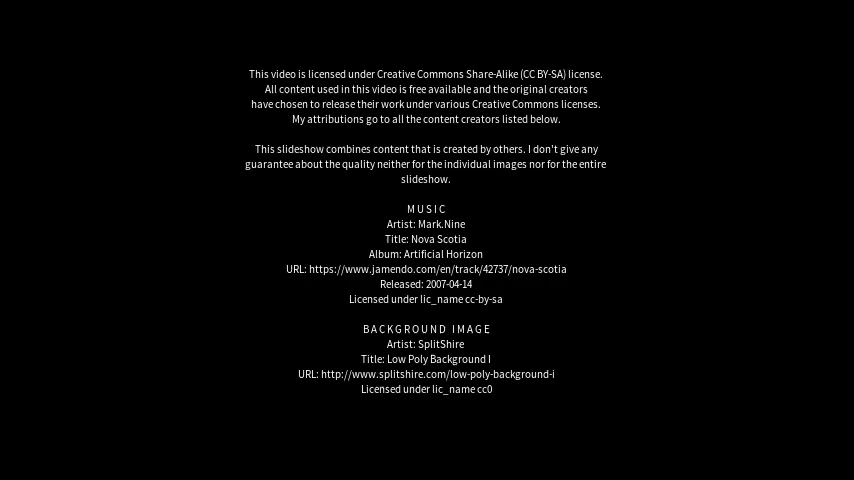 This video is licensed under Creative Commons Share-Alike (CC BY-SA) license.
All content used in this video is free available and the original creators
have chosen to release their work under various Creative Commons licenses.
My attributions go to all the content creators listed below.
This slideshow combines content that is created by others. I don't give any
guarantee about the quality neither for the individual images nor for the entire
slideshow.
MUSIC
Artist: Mark.Nine
Title: Nova Scotia
Album: Artificial Horizon
URL: https://www.jamendo.com/en/track/42737/nova-scotia
Released: 2007-04-14
Licensed under lic_name cc-by-sa
BACKGROUND IMAGE
Artist: SplitShire
Title: Low Poly Background I
URL: http://www.splitshire.com/low-poly-background-i
Licensed under lic_name cc0